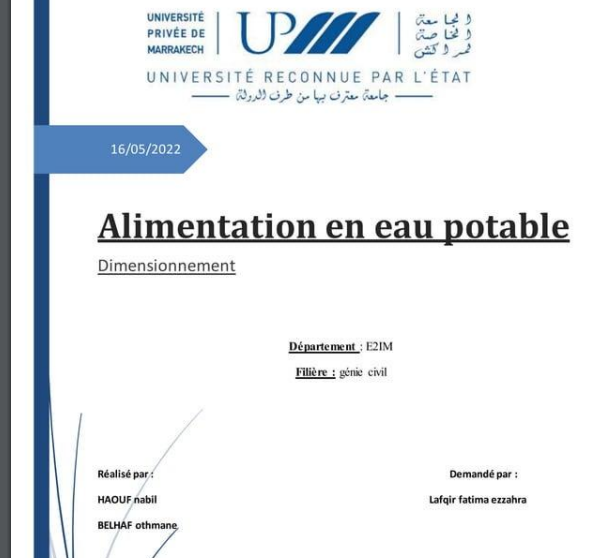 UNIVERSITÉ
PRIVÉE DE
MARRAKECH
UPM
الجامعة
الخاصة
لمراكش
UNIVERSITÉ RECONNUE PAR L'ÉTAT
جامعة معترف بها من طرف الدولة
16/05/2022
Alimentation en eau potable
Dimensionnement
Département : E2IM
Filière : génie civil
Réalisé par :
Demandé par :
HAOUF nabil
Lafqir fatima ezzahra
BELHAF othmane